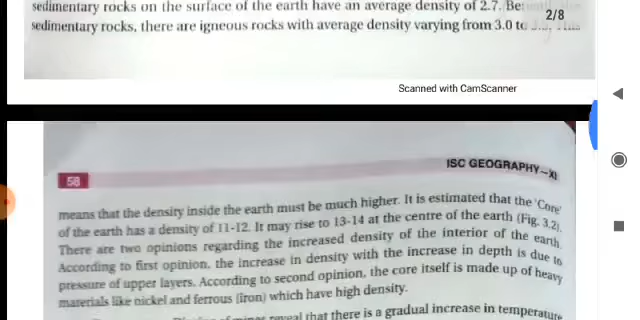 sedimentary rocks on the surface of the earth have an average density of 2.7.
2/8
sedimentary rocks, there are igneous rocks with average density varying from 3.0 to
Scanned with CamScanner
ISC GEOGRAPHY–XI
58
means that the density inside the earth must be much higher. It is estimated that the 'Core'
of the earth has a density of 11-12. It may rise to 13-14 at the centre of the earth (Fig. 3.2).
There are two opinions regarding the increased density of the interior of the earth.
According to first opinion, the increase in density with the increase in depth is due to
pressure of upper layers. According to second opinion, the core itself is made up of heavy
materials like nickel and ferrous (iron) which have high density.
reveal that there is a gradual increase in temperature